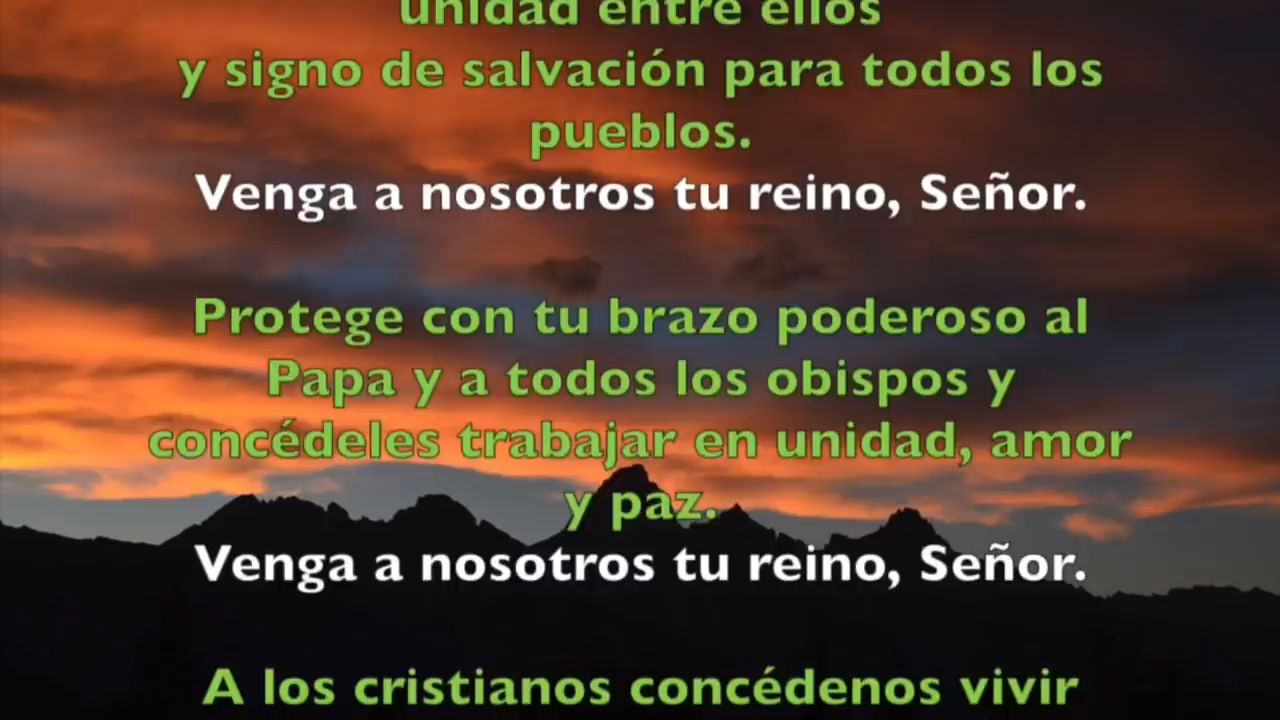 unidad entre ellos
y signo de salvación para todos los
pueblos.
Venga a nosotros tu reino, Señor.
Protege con tu brazo poderoso al
Papa y a todos los obispos y
concédeles trabajar en unidad, amor
y paz.
Venga a nosotros tu reino, Señor.
A los cristianos concédenos vivir